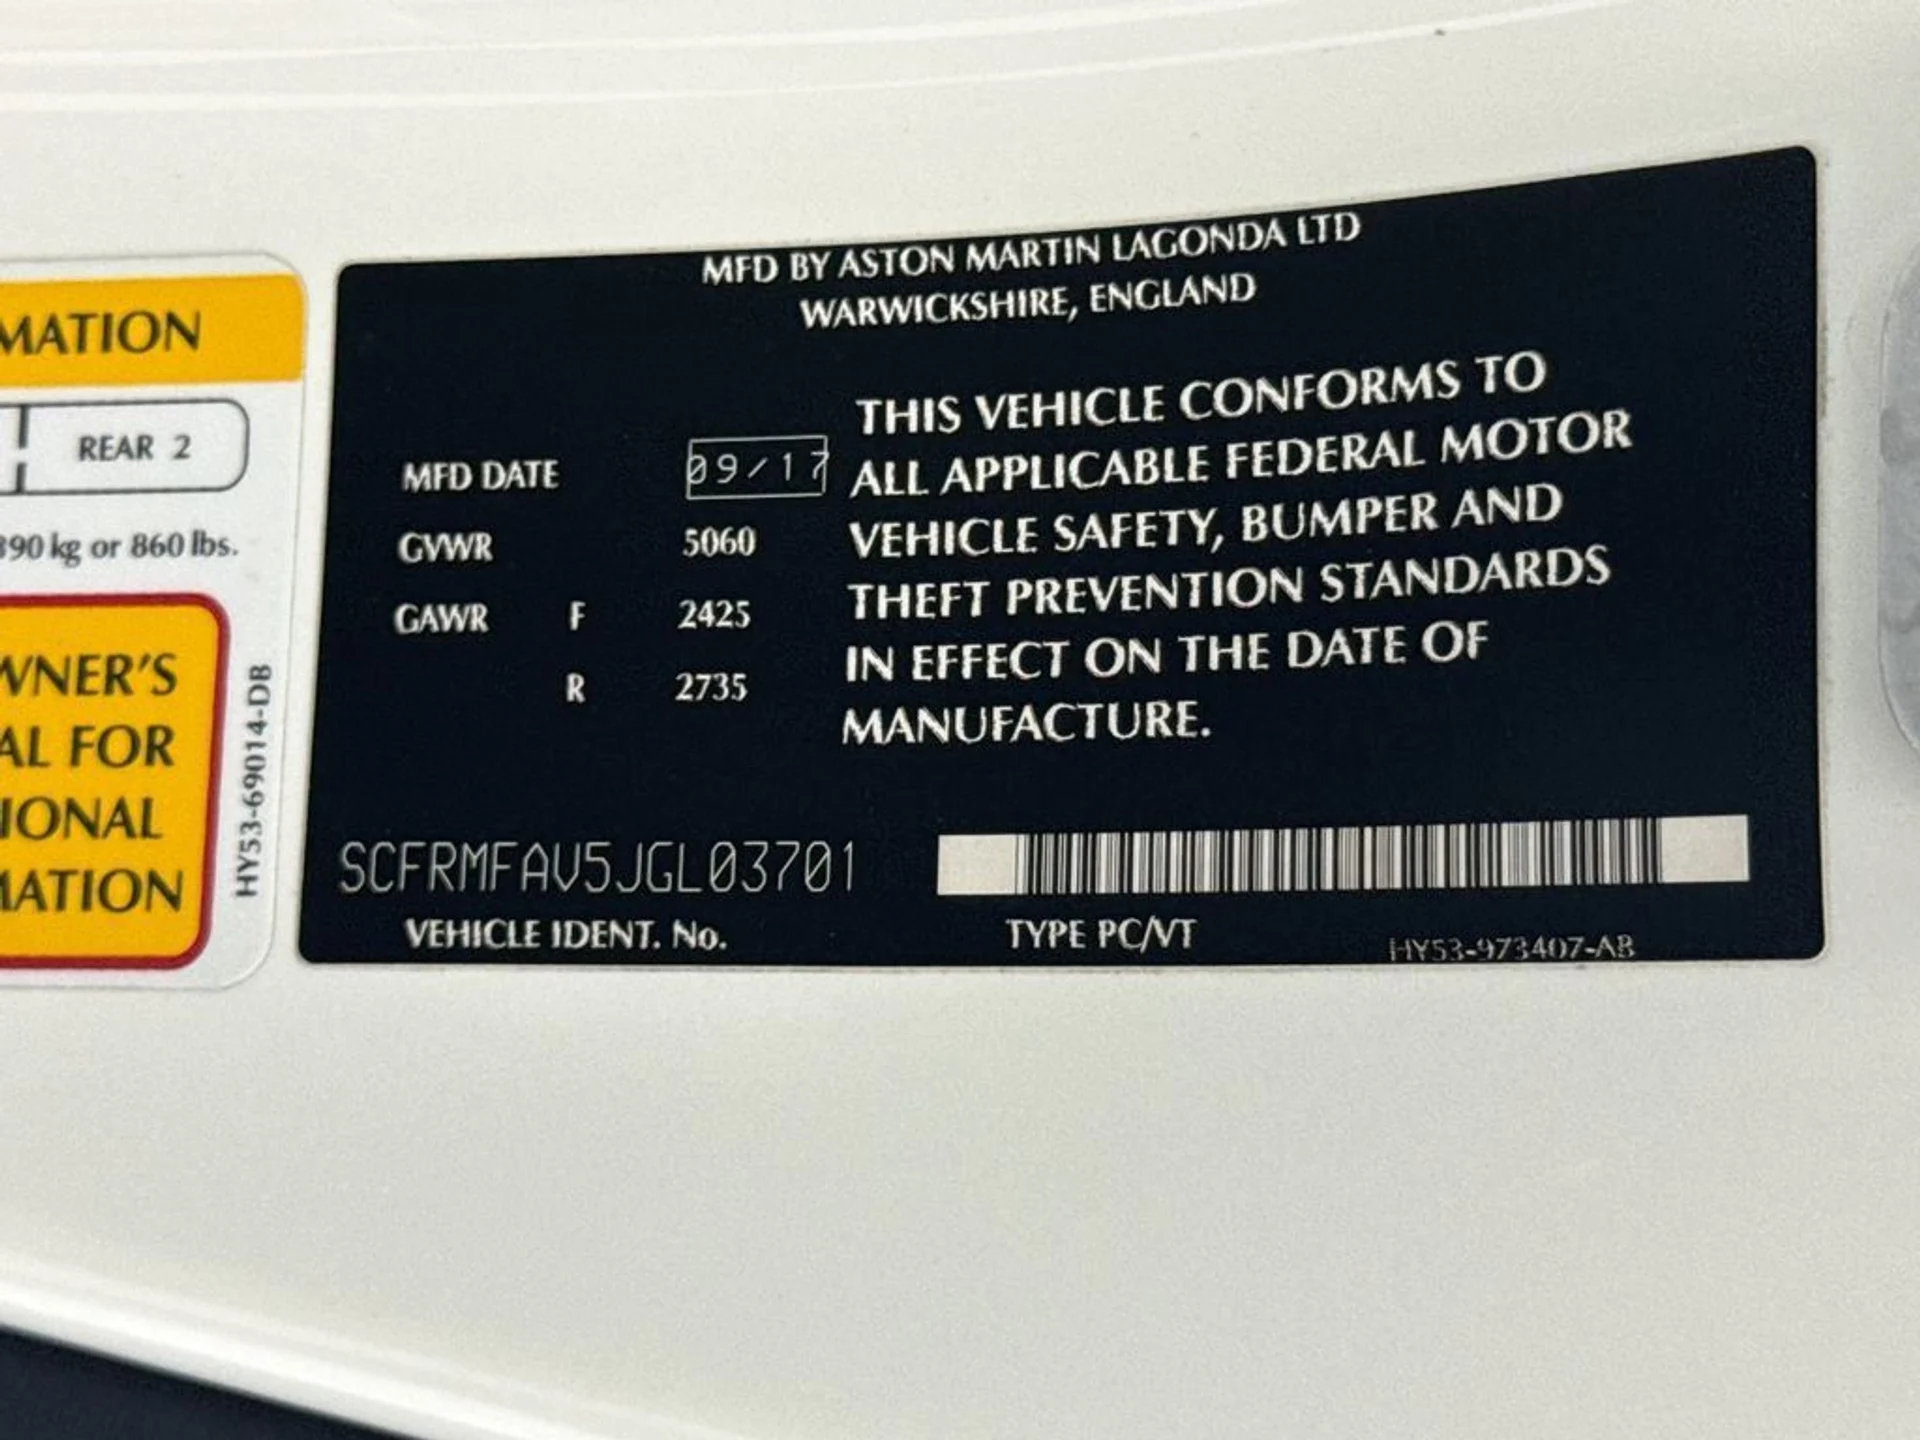 MATION
REAR 2
390 kg or 860 lbs.
WNER'S
AL FOR
IONAL
MATION
HY53-69014-DB
MFD BY ASTON MARTIN LAGONDA LTD
WARWICKSHIRE, ENGLAND
MFD DATE 09/17
GVWR 5060
GAWR F 2425
R 2735
THIS VEHICLE CONFORMS TO
ALL APPLICABLE FEDERAL MOTOR
VEHICLE SAFETY, BUMPER AND
THEFT PREVENTION STANDARDS
IN EFFECT ON THE DATE OF
MANUFACTURE.
SCFRMFAV5JGL03701
VEHICLE IDENT. No.
TYPE PC/VT
HY53-973407-AB